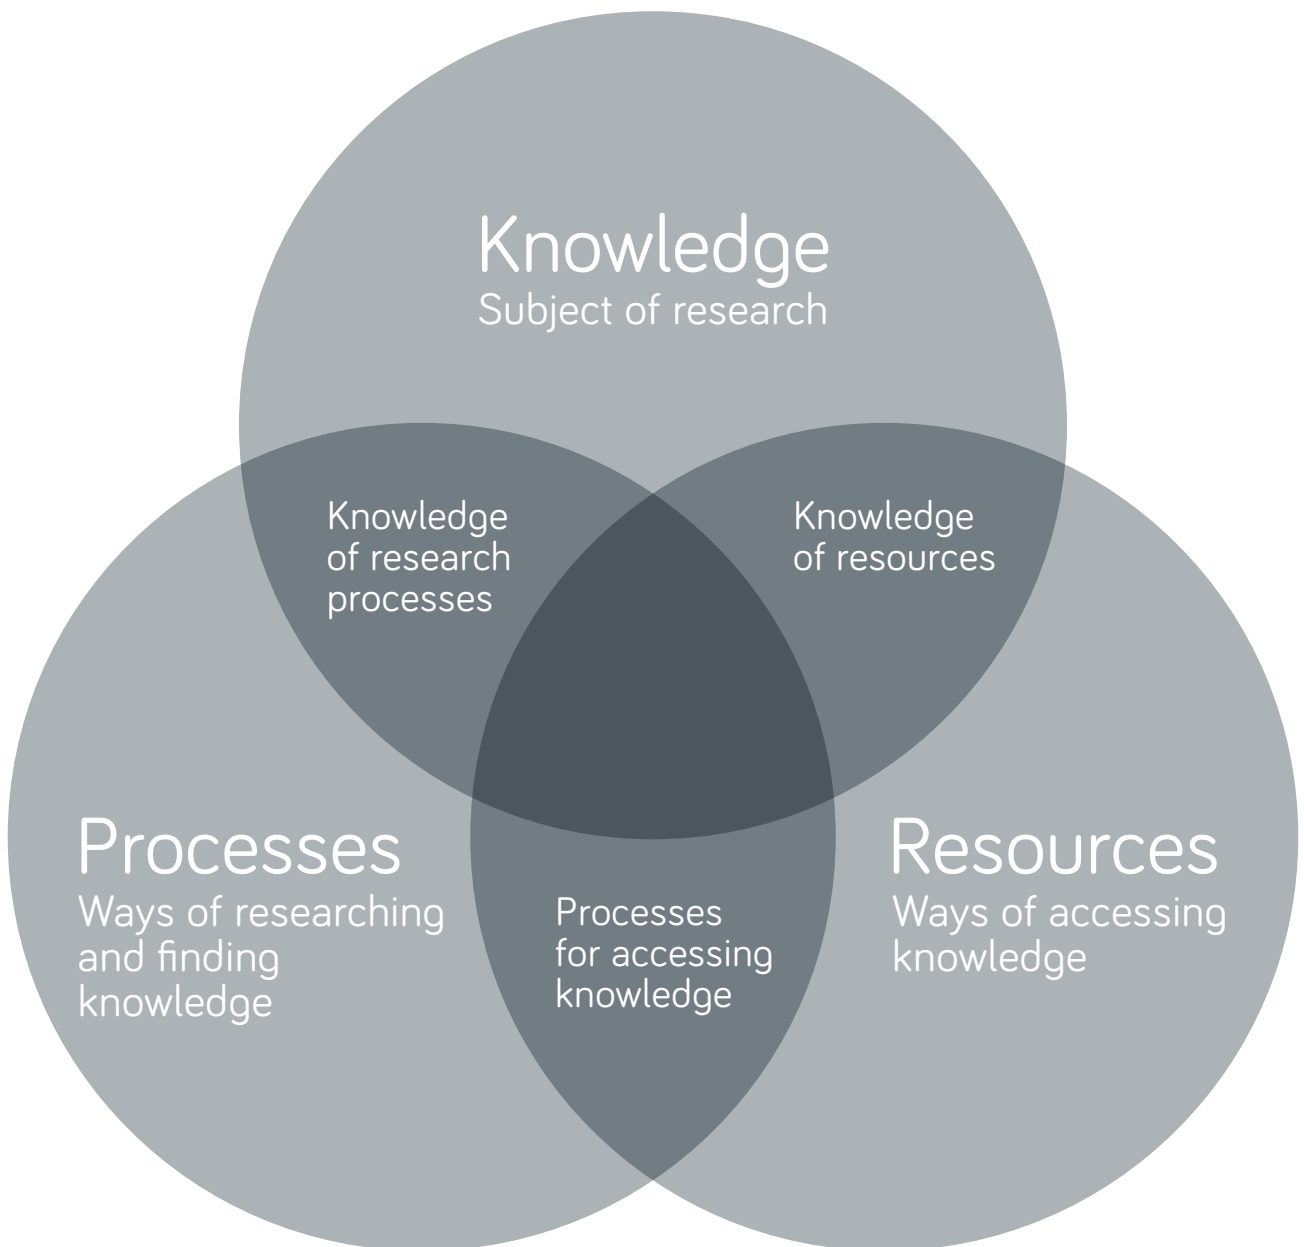 Knowledge
Subject of research
Knowledge
of research
processes
Knowledge
of resources
Processes
Ways of researching
and finding
knowledge
Processes
for accessing
knowledge
Resources
Ways of accessing
knowledge